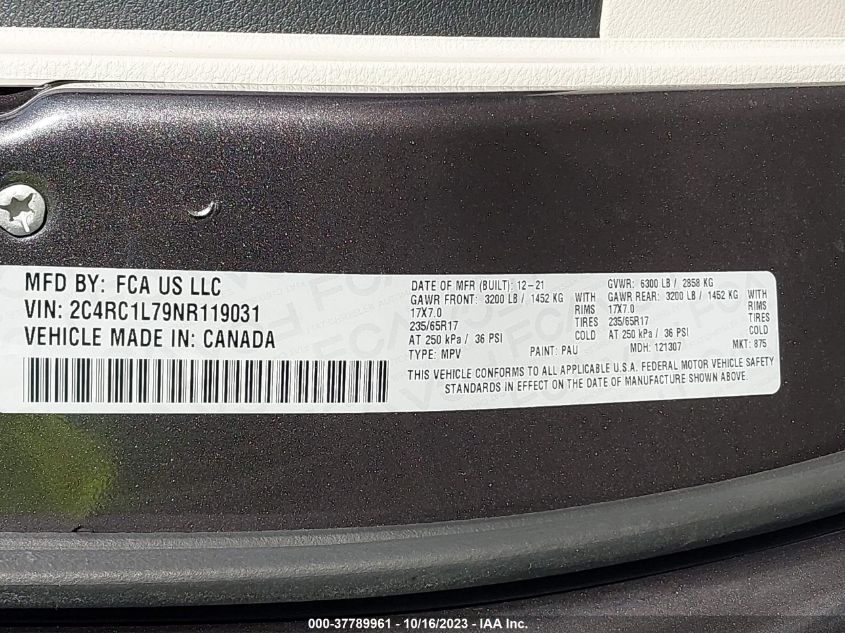 MFD BY: FCA US LLC
VIN: 2C4RC1L79NR119031
VEHICLE MADE IN: CANADA
DATE OF MFR (BUILT): 12-21
GAWR FRONT: 3200 LB / 1452 KG
17X7.0 RIMS
235/65R17 TIRES
AT 250 kPa / 36 PSI COLD
TYPE: MPV PAINT: PAU
GVWR: 6300 LB / 2858 KG
GAWR REAR: 3200 LB / 1452 KG
17X7.0 RIMS
235/65R17 TIRES
AT 250 kPa / 36 PSI COLD
MDH: 121307 MKT: 875
THIS VEHICLE CONFORMS TO ALL APPLICABLE U.S.A. FEDERAL MOTOR VEHICLE SAFETY
STANDARDS IN EFFECT ON THE DATE OF MANUFACTURE SHOWN ABOVE.
000-37789961 - 10/16/2023 - IAA Inc.